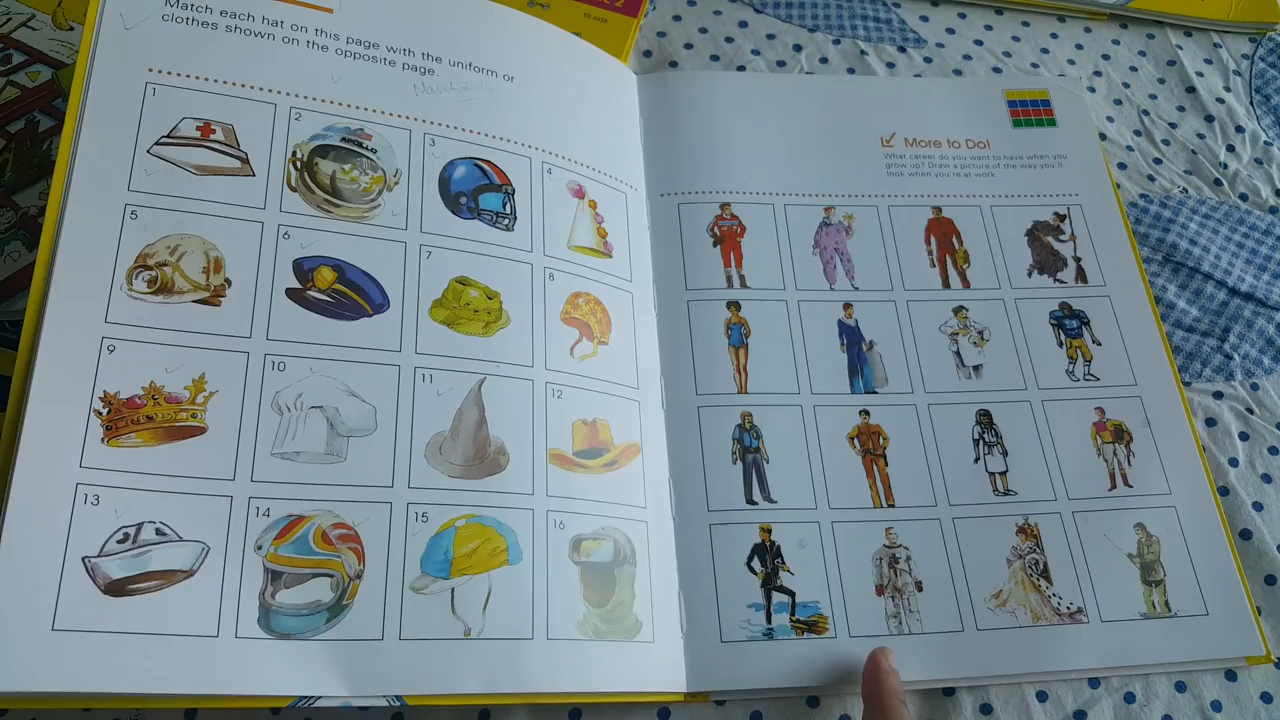 Match each hat on this page with the uniform or
clothes shown on the opposite page.
1
2
APOLLO
3
4
5
6
7
8
9
10
11
12
13
14
15
16
More to Do!
What career do you want to have when you
grow up? Draw a picture of the way you'll
look when you're at work.